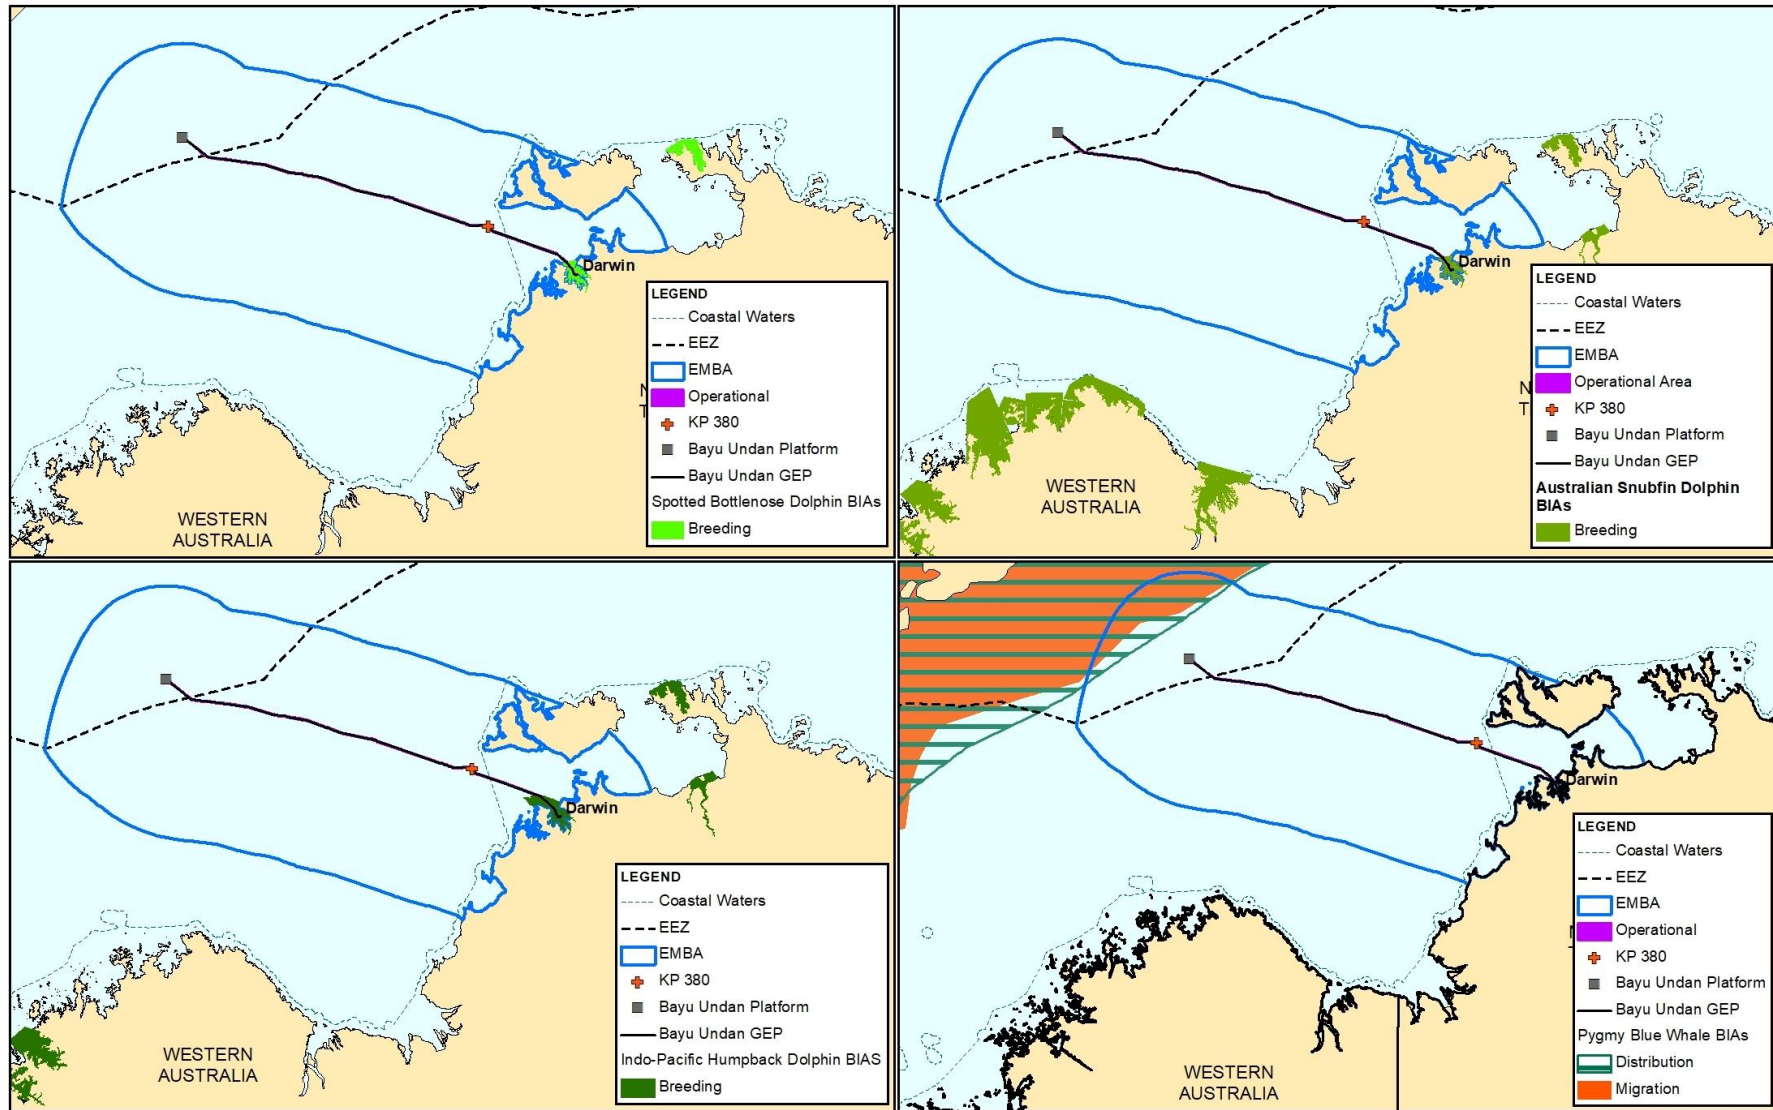 Darwin
LEGEND
Coastal Waters
EEZ
EMBA
Operational
KP 380
Bayu Undan Platform
Bayu Undan GEP
Spotted Bottlenose Dolphin BIAs
Breeding
WESTERN
AUSTRALIA
Darwin
N
T
LEGEND
Coastal Waters
EEZ
EMBA
Operational Area
KP 380
Bayu Undan Platform
Bayu Undan GEP
Australian Snubfin Dolphin
BIAs
Breeding
WESTERN
AUSTRALIA
Darwin
LEGEND
Coastal Waters
EEZ
EMBA
KP 380
Bayu Undan Platform
Bayu Undan GEP
Indo-Pacific Humpback Dolphin BIAS
Breeding
WESTERN
AUSTRALIA
Darwin
LEGEND
Coastal Waters
EEZ
EMBA
Operational
KP 380
Bayu Undan Platform
Bayu Undan GEP
Pygmy Blue Whale BIAs
Distribution
Migration
WESTERN
AUSTRALIA